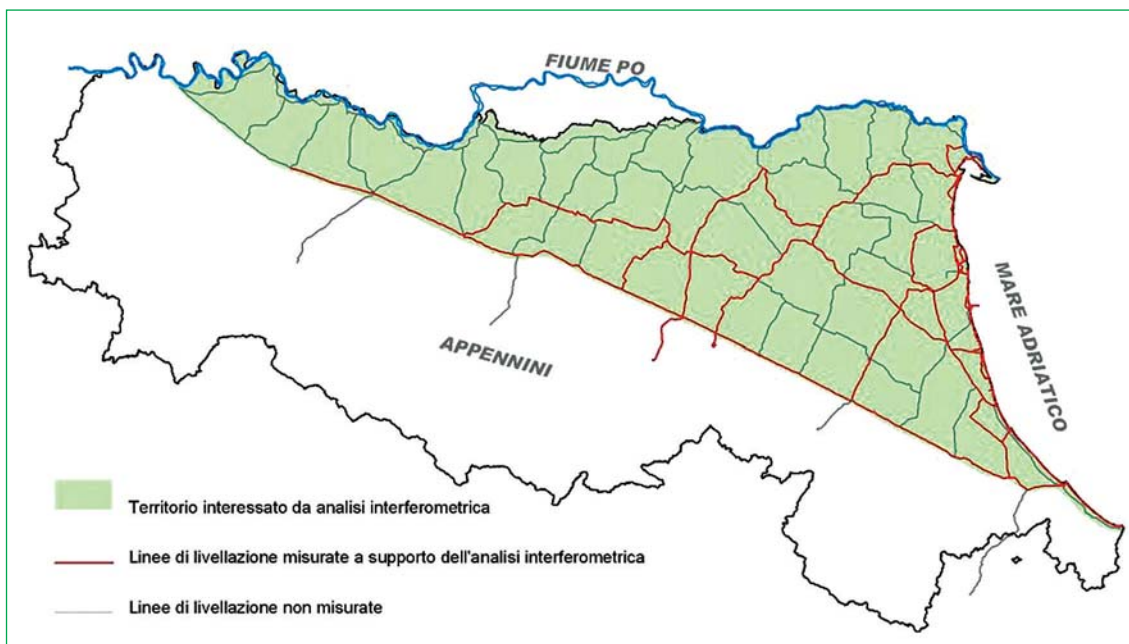 FIUME PO
MARE ADRIATICO
APPENNINI
Territorio interessato da analisi interferometrica
Linee di livellazione misurate a supporto dell'analisi interferometrica
Linee di livellazione non misurate